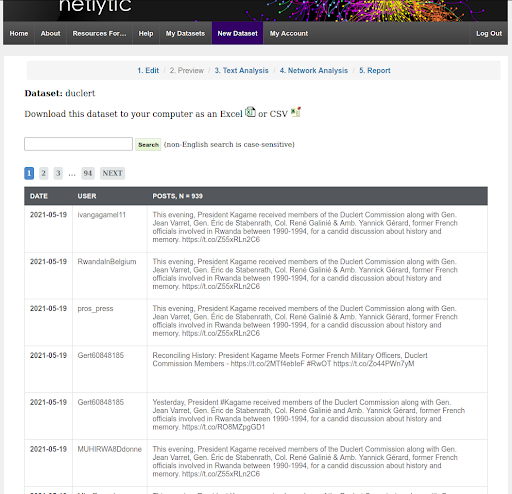 netlytic
Home About Resources For... Help My Datasets New Dataset My Account Log Out
1. Edit / 2. Preview / 3. Text Analysis / 4. Network Analysis / 5. Report
Dataset: duclert
Download this dataset to your computer as an Excel or CSV
Search (non-English search is case-sensitive)
1 2 3 ... 94 NEXT
DATE USER POSTS, N = 939
2021-05-19 ivangagamel11 This evening, President Kagame received members of the Duclert Commission along with Gen.
Jean Varret, Gen. Éric de Stabenrath, Col. René Galinié & Amb. Yannick Gérard, former French
officials involved in Rwanda between 1990-1994, for a candid discussion about history and
memory. https://t.co/Z55xRLn2C6
2021-05-19 RwandaInBelgium This evening, President Kagame received members of the Duclert Commission along with Gen.
Jean Varret, Gen. Éric de Stabenrath, Col. René Galinié & Amb. Yannick Gérard, former French
officials involved in Rwanda between 1990-1994, for a candid discussion about history and
memory. https://t.co/Z55xRLn2C6
2021-05-19 pros_press This evening, President Kagame received members of the Duclert Commission along with Gen.
Jean Varret, Gen. Éric de Stabenrath, Col. René Galinié & Amb. Yannick Gérard, former French
officials involved in Rwanda between 1990-1994, for a candid discussion about history and
memory. https://t.co/Z55xRLn2C6
2021-05-19 Gert60848185 Reconciling History: President Kagame Meets Former French Military Officers, Duclert
Commission Members - https://t.co/2MTf4ebIeF #RwOT https://t.co/Zo44PWn7yM
2021-05-19 Gert60848185 Yesterday, President #Kagame received members of the Duclert Commission along with Gen.
Jean Varret, Gen. Éric de Stabenrath, Col. René Galinié and Amb. Yannick Gérard, former French
officials involved in Rwanda between 1990-1994, for a candid discussion about history and
memory. https://t.co/RO8MZpgGD1
2021-05-19 MUHIRWA8Ddonne This evening, President Kagame received members of the Duclert Commission along with Gen.
Jean Varret, Gen. Éric de Stabenrath, Col. René Galinié & Amb. Yannick Gérard, former French
officials involved in Rwanda between 1990-1994, for a candid discussion about history and
memory. https://t.co/Z55xRLn2C6